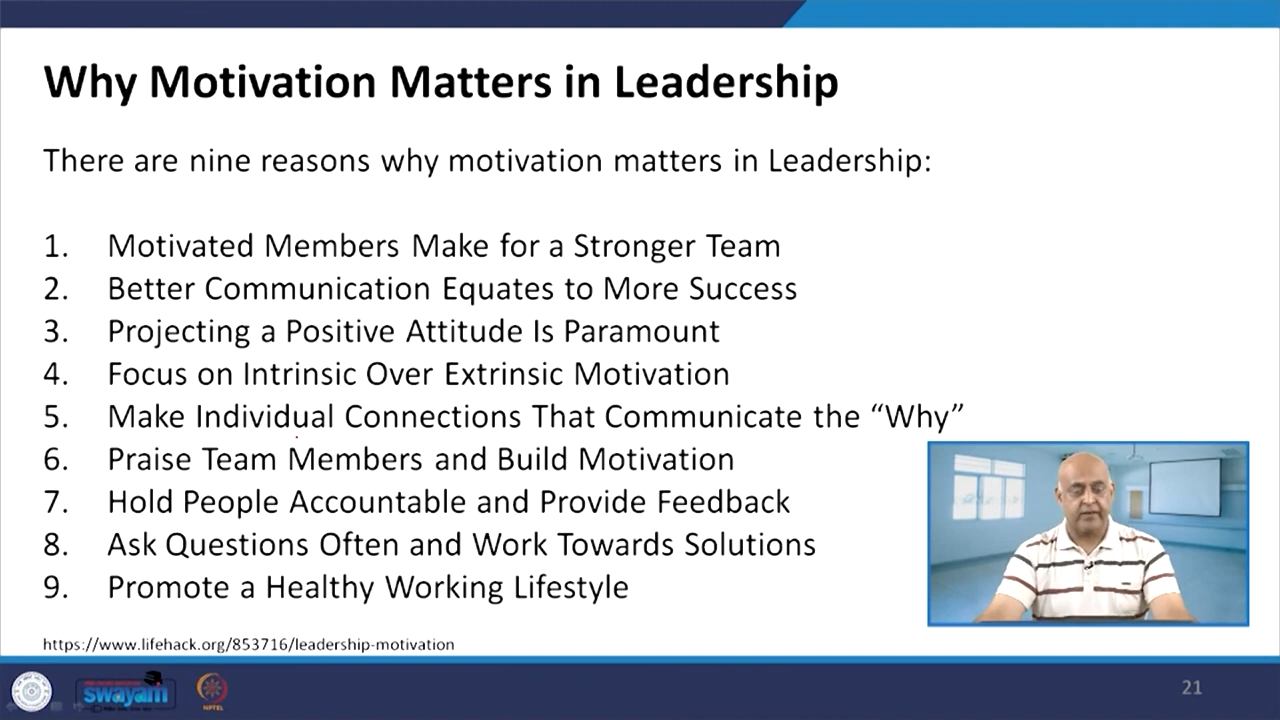 Why Motivation Matters in Leadership
There are nine reasons why motivation matters in Leadership:
1. Motivated Members Make for a Stronger Team
2. Better Communication Equates to More Success
3. Projecting a Positive Attitude Is Paramount
4. Focus on Intrinsic Over Extrinsic Motivation
5. Make Individual Connections That Communicate the “Why”
6. Praise Team Members and Build Motivation
7. Hold People Accountable and Provide Feedback
8. Ask Questions Often and Work Towards Solutions
9. Promote a Healthy Working Lifestyle
https://www.lifehack.org/853716/leadership-motivation
swayam
NPTEL
21